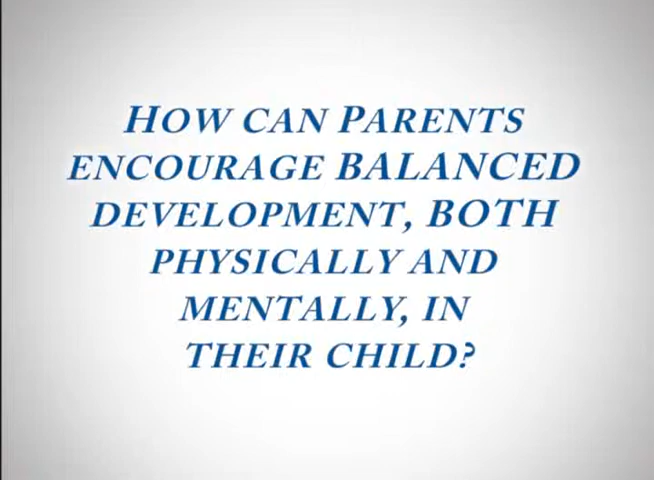 HOW CAN PARENTS
ENCOURAGE BALANCED
DEVELOPMENT, BOTH
PHYSICALLY AND
MENTALLY, IN
THEIR CHILD?